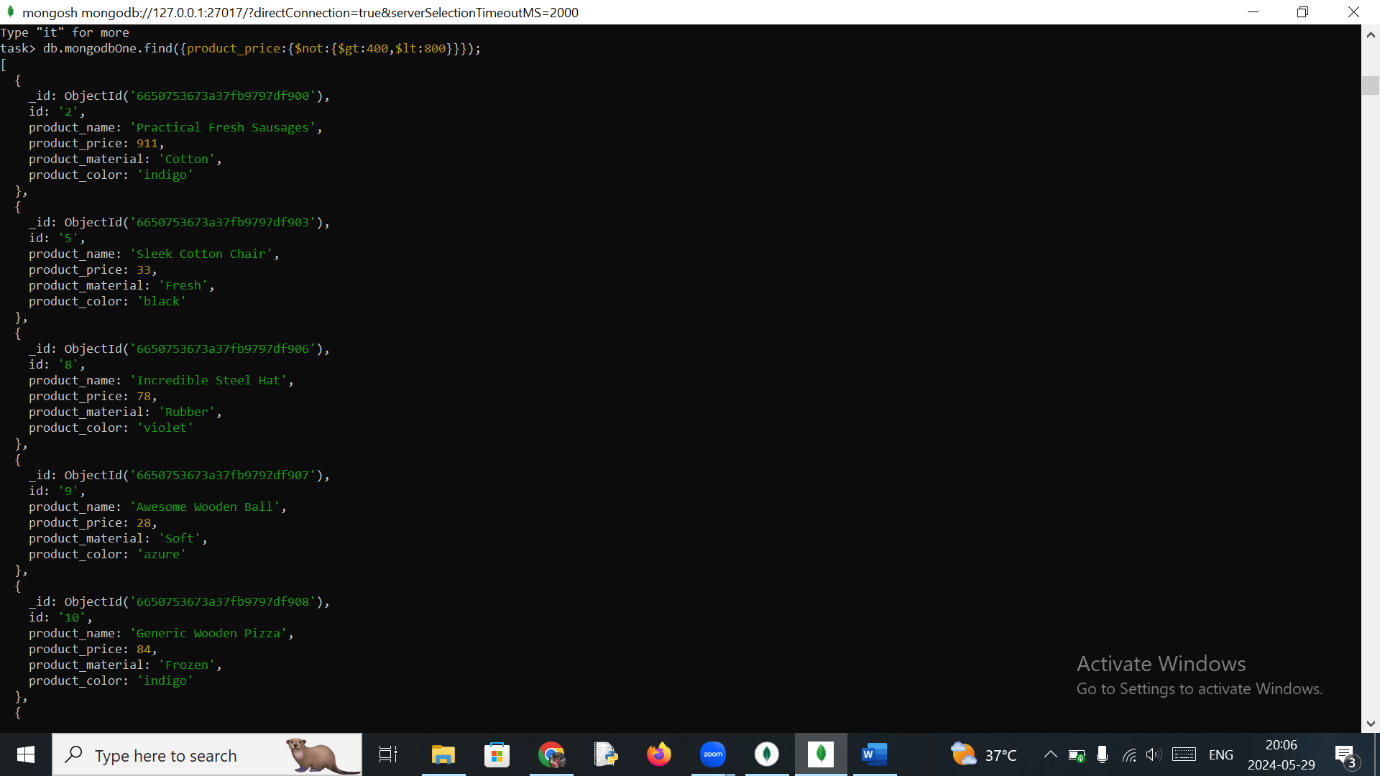 mongosh mongodb://127.0.0.1:27017/?directConnection=true&serverSelectionTimeoutMS=2000
Type "it" for more
task> db.mongodbOne.find({product_price:{$not:{$gt:400,$lt:800}}});
[
  {
    _id: ObjectId('6650753673a37fb9797df900'),
    id: '2',
    product_name: 'Practical Fresh Sausages',
    product_price: 911,
    product_material: 'Cotton',
    product_color: 'indigo'
  },
  {
    _id: ObjectId('6650753673a37fb9797df903'),
    id: '5',
    product_name: 'Sleek Cotton Chair',
    product_price: 33,
    product_material: 'Fresh',
    product_color: 'black'
  },
  {
    _id: ObjectId('6650753673a37fb9797df906'),
    id: '8',
    product_name: 'Incredible Steel Hat',
    product_price: 78,
    product_material: 'Rubber',
    product_color: 'violet'
  },
  {
    _id: ObjectId('6650753673a37fb9797df907'),
    id: '9',
    product_name: 'Awesome Wooden Ball',
    product_price: 28,
    product_material: 'Soft',
    product_color: 'azure'
  },
  {
    _id: ObjectId('6650753673a37fb9797df908'),
    id: '10',
    product_name: 'Generic Wooden Pizza',
    product_price: 84,
    product_material: 'Frozen',
    product_color: 'indigo'
  },
  {
Activate Windows
Go to Settings to activate Windows.
Type here to search
zoom
W
37°C
ENG
20:06
2024-05-29
3